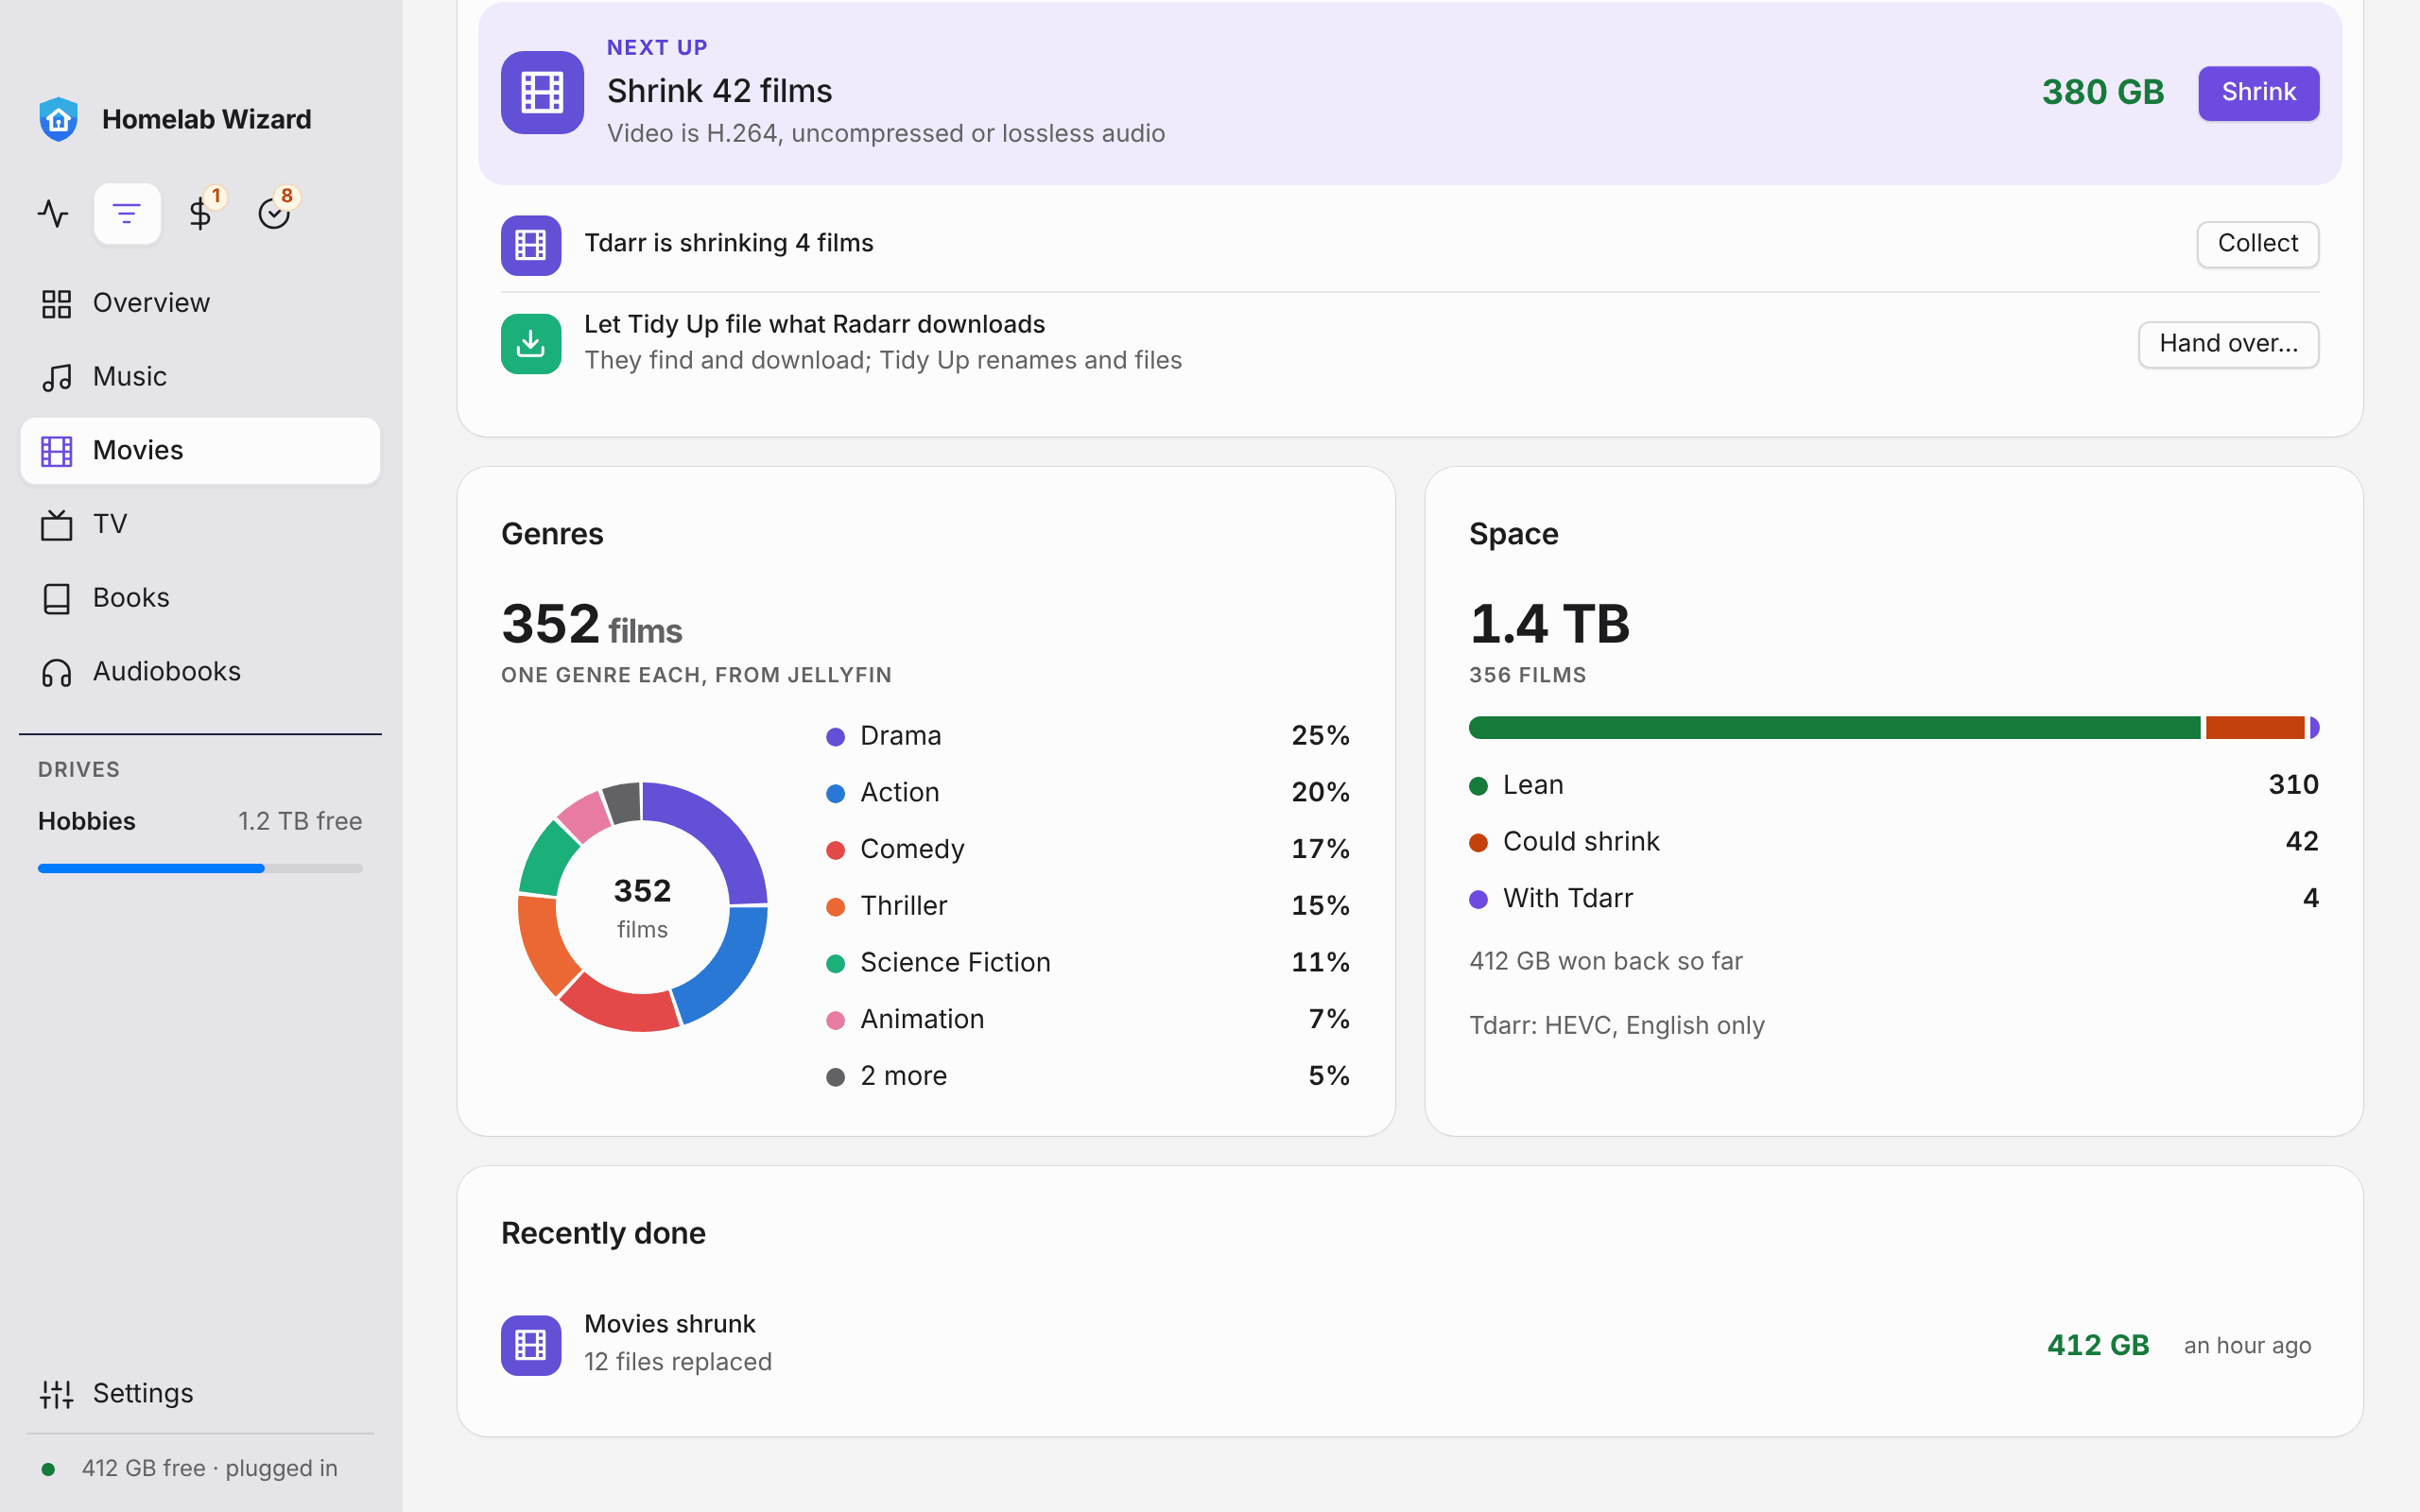 Homelab Wizard
1
8
Overview
Music
Movies
TV
Books
Audiobooks
DRIVES
Hobbies 1.2 TB free
Settings
412 GB free · plugged in
NEXT UP
Shrink 42 films
Video is H.264, uncompressed or lossless audio
380 GB
Shrink
Tdarr is shrinking 4 films
Collect
Let Tidy Up file what Radarr downloads
They find and download; Tidy Up renames and files
Hand over...
Genres
352 films
ONE GENRE EACH, FROM JELLYFIN
352
films
Drama 25%
Action 20%
Comedy 17%
Thriller 15%
Science Fiction 11%
Animation 7%
2 more 5%
Space
1.4 TB
356 FILMS
Lean 310
Could shrink 42
With Tdarr 4
412 GB won back so far
Tdarr: HEVC, English only
Recently done
Movies shrunk
12 files replaced
412 GB an hour ago